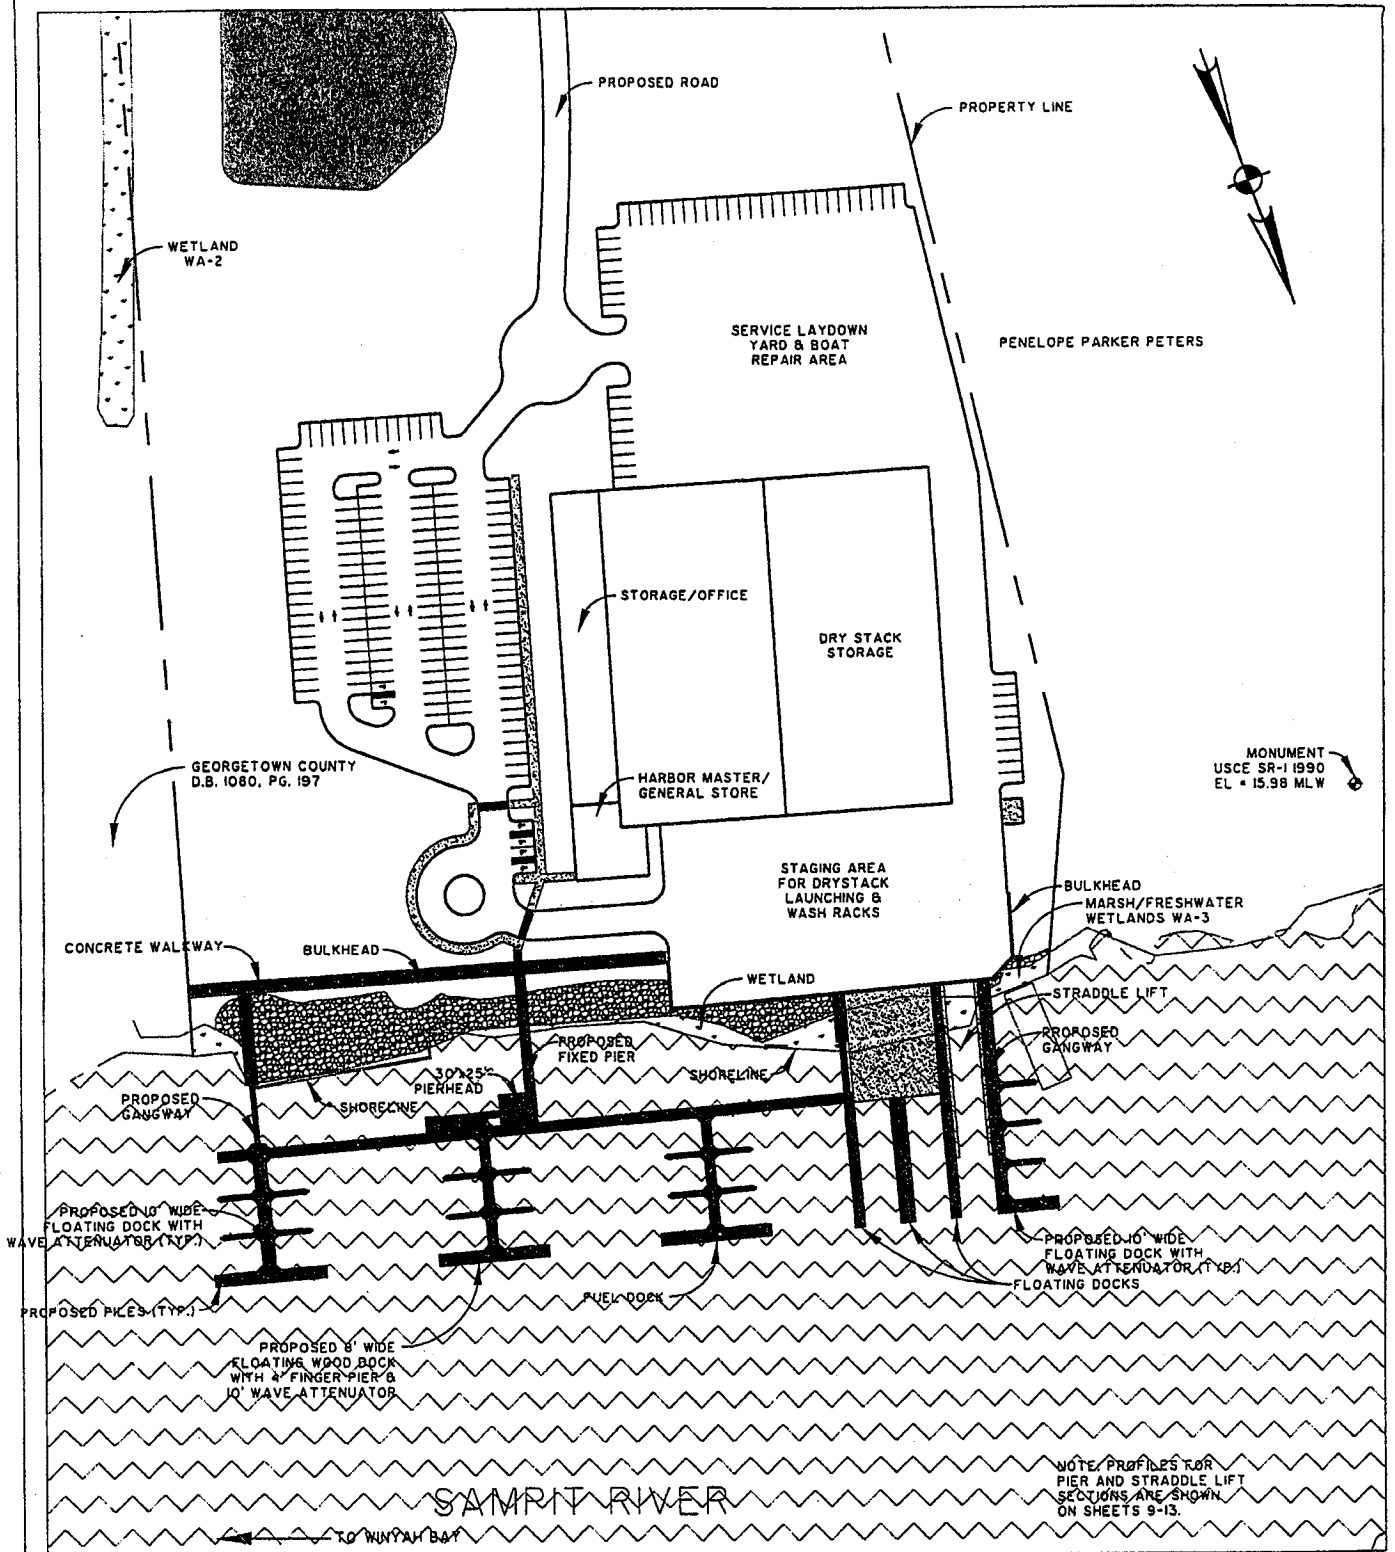 PROPOSED ROAD
PROPERTY LINE
WETLAND
WA-2
SERVICE LAYDOWN
YARD & BOAT
REPAIR AREA
PENELOPE PARKER PETERS
STORAGE/OFFICE
DRY STACK
STORAGE
GEORGETOWN COUNTY
D.B. 1080, PG. 197
HARBOR MASTER/
GENERAL STORE
MONUMENT
USCE SR-1 1990
EL = 15.98 MLW
STAGING AREA
FOR DRYSTACK
LAUNCHING &
WASH RACKS
BULKHEAD
MARSH/FRESHWATER
WETLANDS WA-3
CONCRETE WALKWAY
BULKHEAD
WETLAND
STRADDLE LIFT
PROPOSED
FIXED PIER
PROPOSED
GANGWAY
30'x25'
PIERHEAD
SHORELINE
PROPOSED
GANGWAY
SHORELINE
PROPOSED 10' WIDE
FLOATING DOCK WITH
WAVE ATTENUATOR (TYP.)
PROPOSED 10' WIDE
FLOATING DOCK WITH
WAVE ATTENUATOR (TYP.)
FLOATING DOCKS
FUEL DOCK
PROPOSED PILES (TYP.)
PROPOSED 8' WIDE
FLOATING WOOD DOCK
WITH 4' FINGER PIER &
10' WAVE ATTENUATOR
NOTE: PROFILES FOR
PIER AND STRADDLE LIFT
SECTIONS ARE SHOWN
ON SHEETS 9-13.
SAMPIT RIVER
TO WINYAH BAY